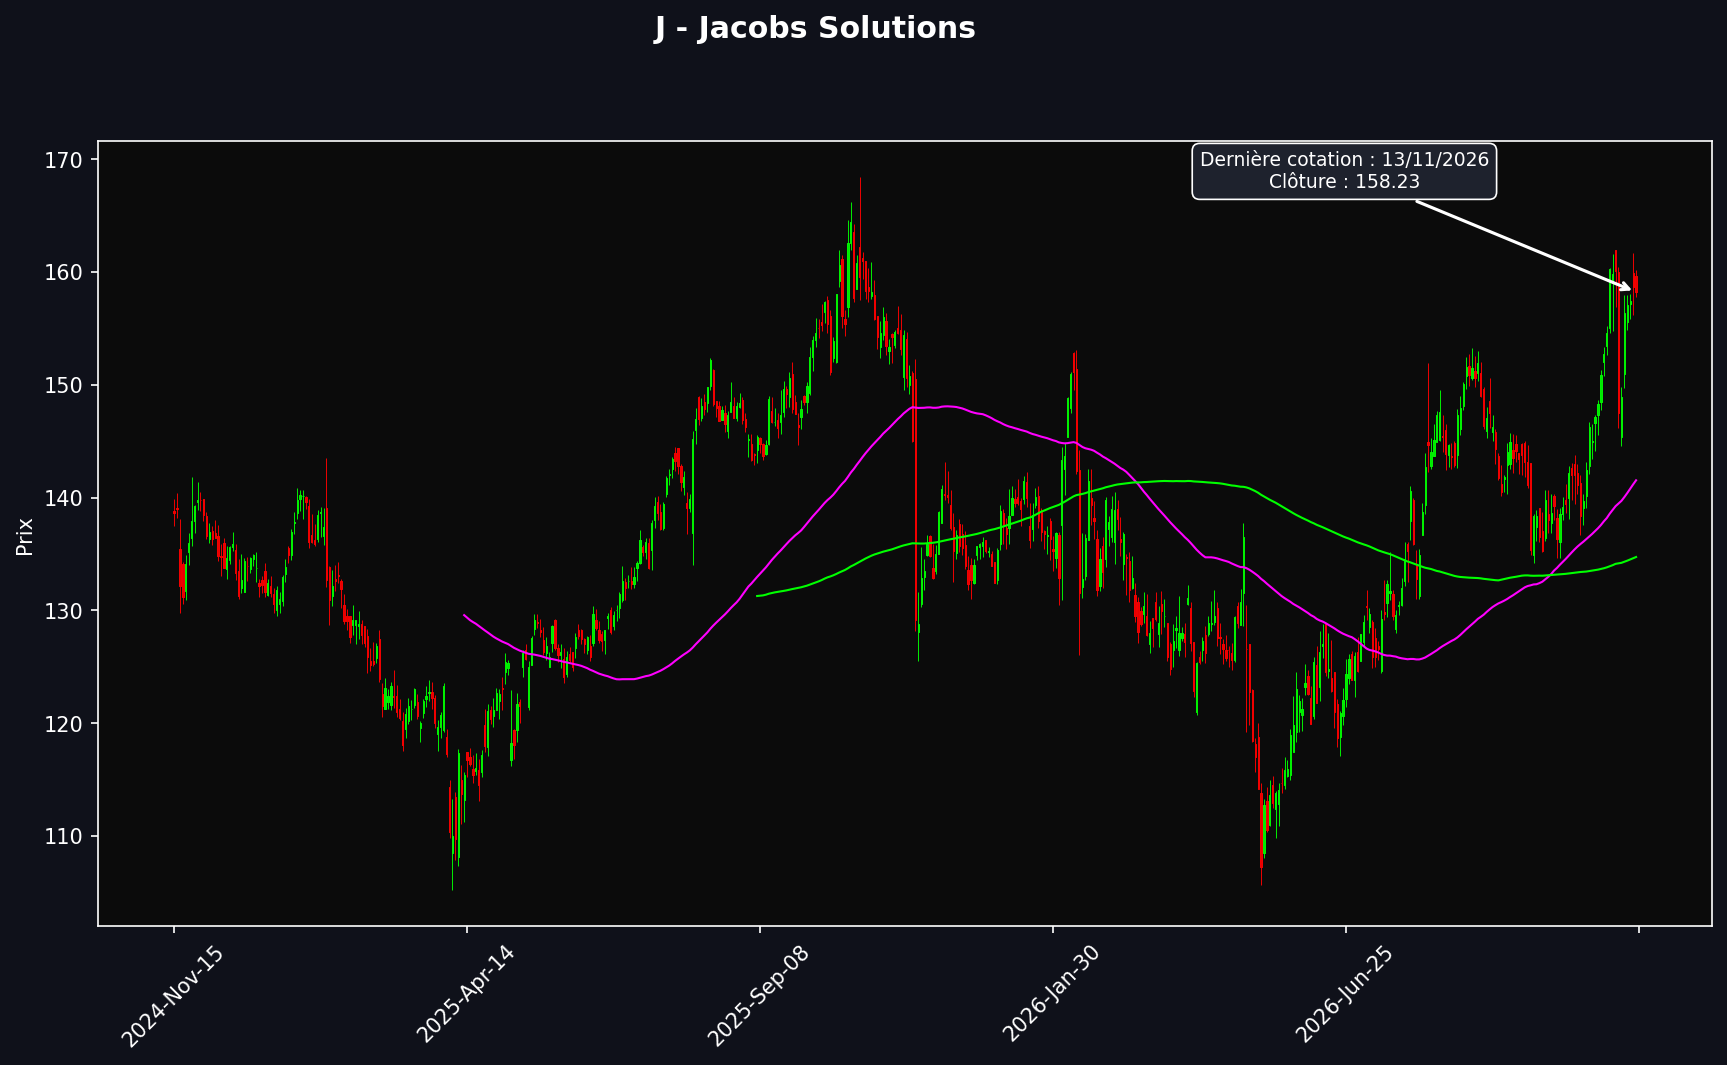 J - Jacobs Solutions
Dernière cotation : 13/11/2026
Clôture : 158.23
Prix
170
160
150
140
130
120
110
2024-Nov-15
2025-Apr-14
2025-Sep-08
2026-Jan-30
2026-Jun-25